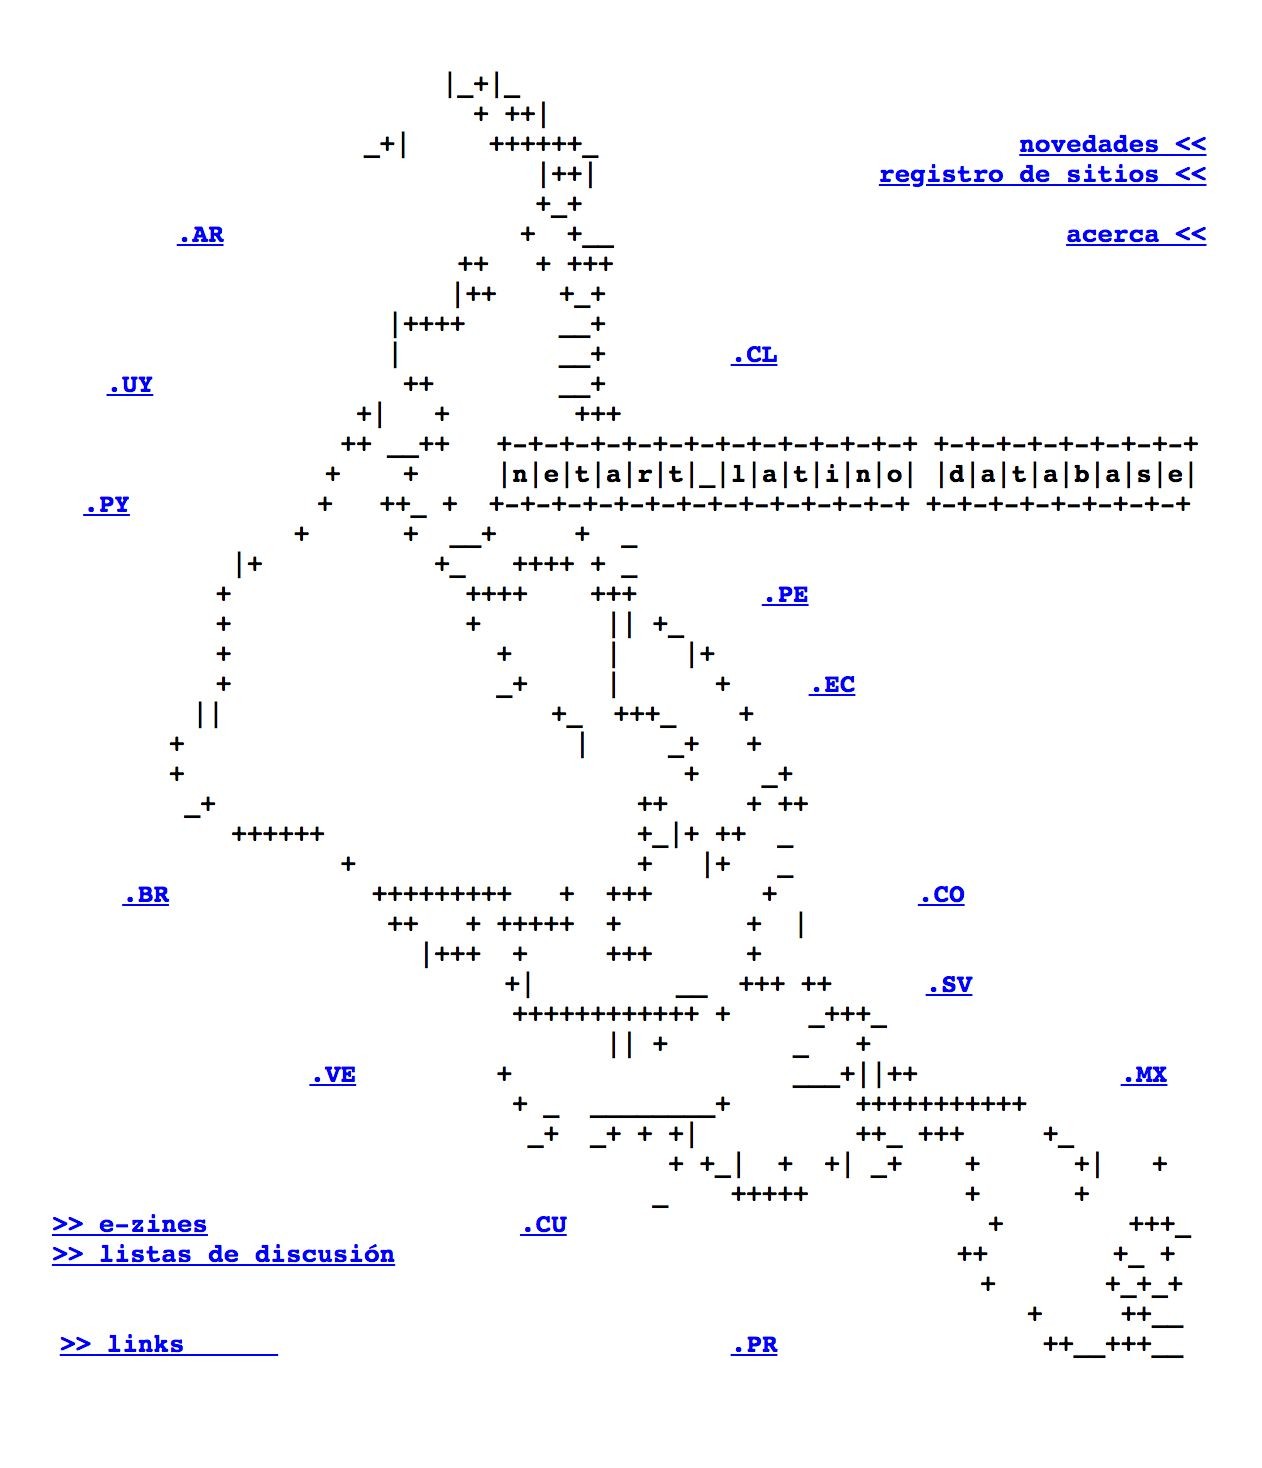 novedades <<
registro de sitios <<
.AR
acerca <<
.CL
.UY
|n|e|t|a|r|t|_|l|a|t|i|n|o| |d|a|t|a|b|a|s|e|
.PY
.PE
.EC
.BR
.CO
.SV
.VE
.MX
>> e-zines
.CU
>> listas de discusión
>> links
.PR